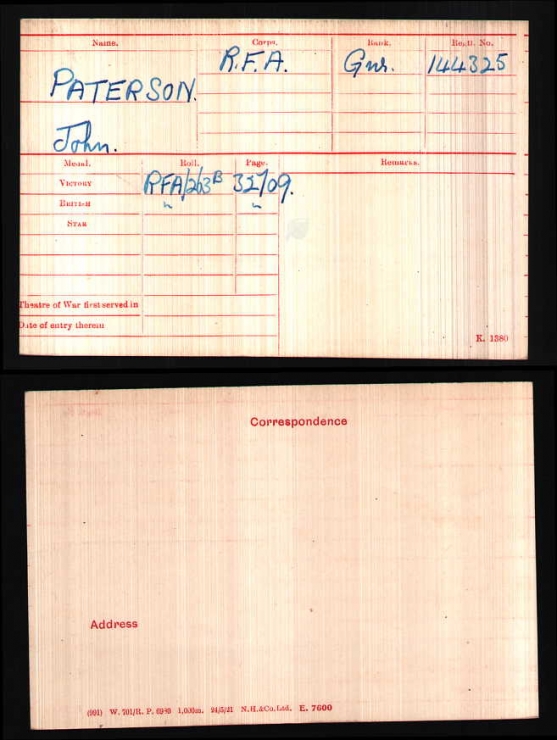 Name. Corps. Rank. Regtl. No.
PATERSON. R.F.A. Gnr. 144325
John.
Medal. Roll. Page. Remarks.
VICTORY RFA/263B 32109.
BRITISH " "
STAR
Theatre of War first served in
Date of entry therein
K. 1380
Correspondence
Address
(991) W. 701/R. P. 6985 1,000m. 24/5/21 N.H.&Co. Ltd. E. 7600